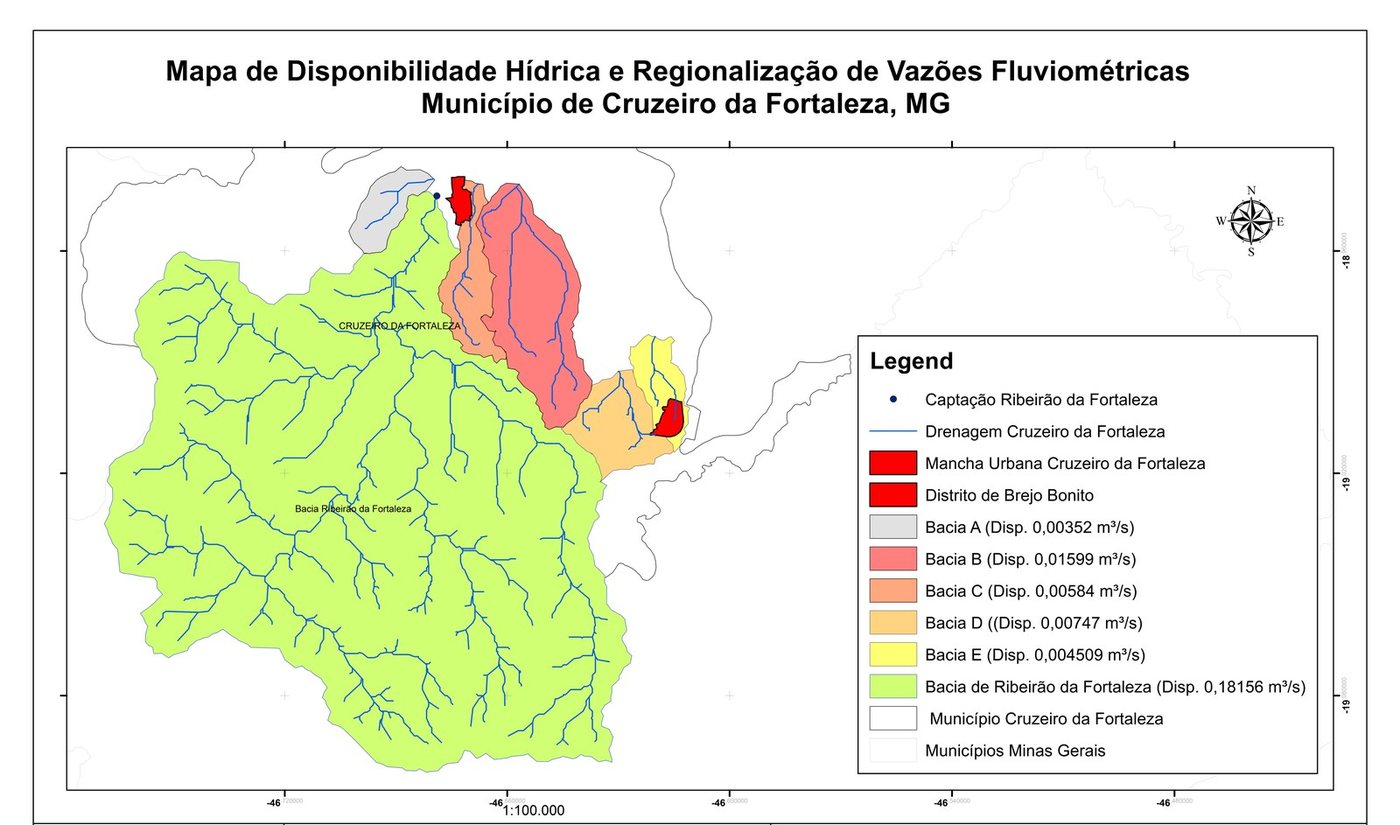 Mapa de Disponibilidade Hídrica e Regionalização de Vazões Fluviométricas
Município de Cruzeiro da Fortaleza, MG
N
W E
S
CRUZEIRO DA FORTALEZA
Bacia Ribeirão da Fortaleza
Legend
Captação Ribeirão da Fortaleza
Drenagem Cruzeiro da Fortaleza
Mancha Urbana Cruzeiro da Fortaleza
Distrito de Brejo Bonito
Bacia A (Disp. 0,00352 m³/s)
Bacia B (Disp. 0,01599 m³/s)
Bacia C (Disp. 0,00584 m³/s)
Bacia D ((Disp. 0,00747 m³/s)
Bacia E (Disp. 0,004509 m³/s)
Bacia de Ribeirão da Fortaleza (Disp. 0,18156 m³/s)
Município Cruzeiro da Fortaleza
Municípios Minas Gerais
-18
-19
-19
-46 -46 -46 -46 -46
1:100.000